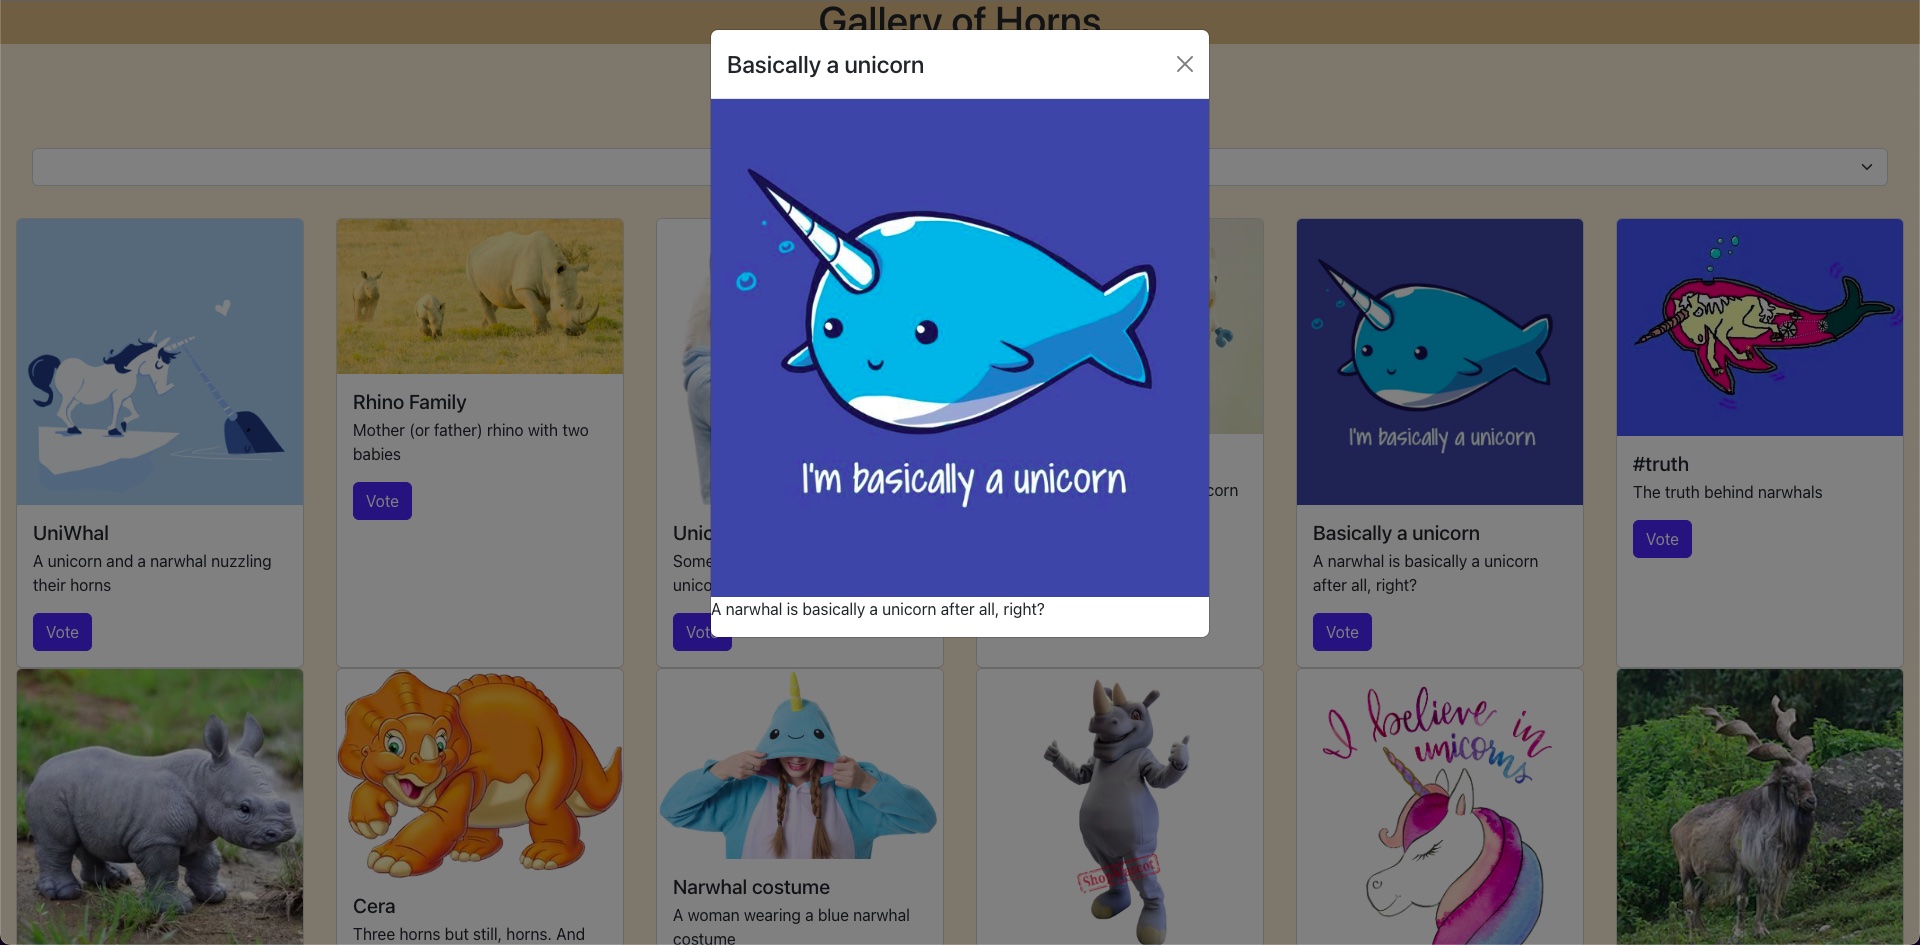 Gallery of Horns
Basically a unicorn
I'm basically a unicorn
A narwhal is basically a unicorn after all, right?
UniWhal
A unicorn and a narwhal nuzzling
their horns
Vote
Rhino Family
Mother (or father) rhino with two
babies
Vote
Unic
Some
unico
Vot
corn
I'm basically a unicorn
Basically a unicorn
A narwhal is basically a unicorn
after all, right?
Vote
#truth
The truth behind narwhals
Vote
Cera
Three horns but still, horns. And
Narwhal costume
A woman wearing a blue narwhal
costume
I believe in
unicorns